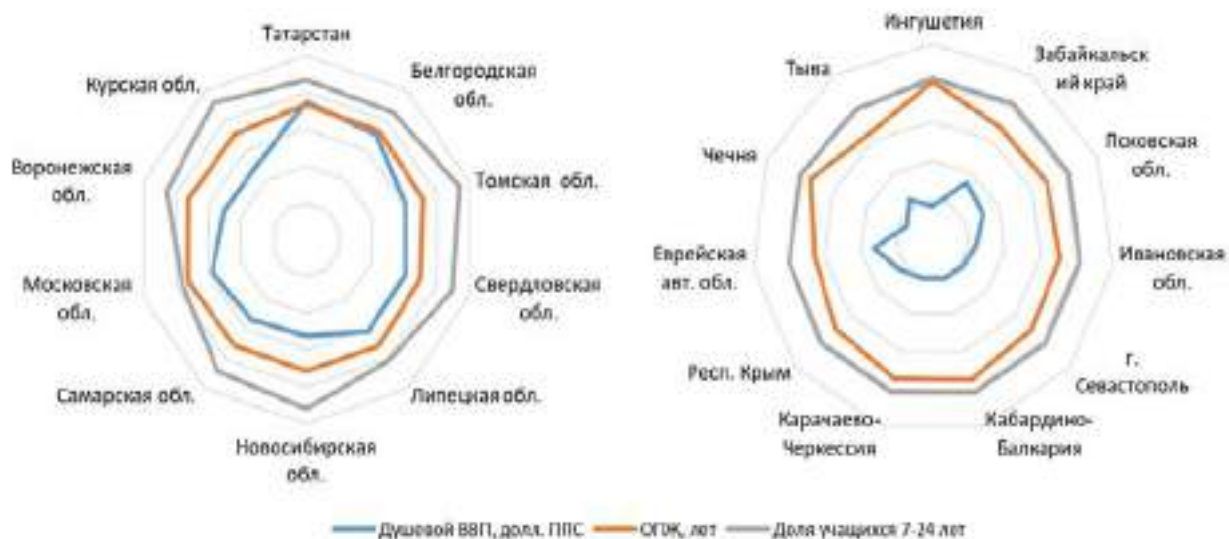 Татарстан
Белгородская
обл.
Томская обл.
Свердловская
обл.
Липецкая обл.
Новосибирская
обл.
Самарская обл.
Московская
обл.
Воронежская
обл.
Курская обл.
Ингушетия
Забайкальск
ий край
Псковская
обл.
Ивановская
обл.
г.
Севастополь
Кабардино-
Балкария
Карачаево-
Черкессия
Респ. Крым
Еврейская
авт. обл.
Чечня
Тыва
Душевой ВВП, долл. ППС
ОПЖ, лет
Доля учащихся 7-24 лет